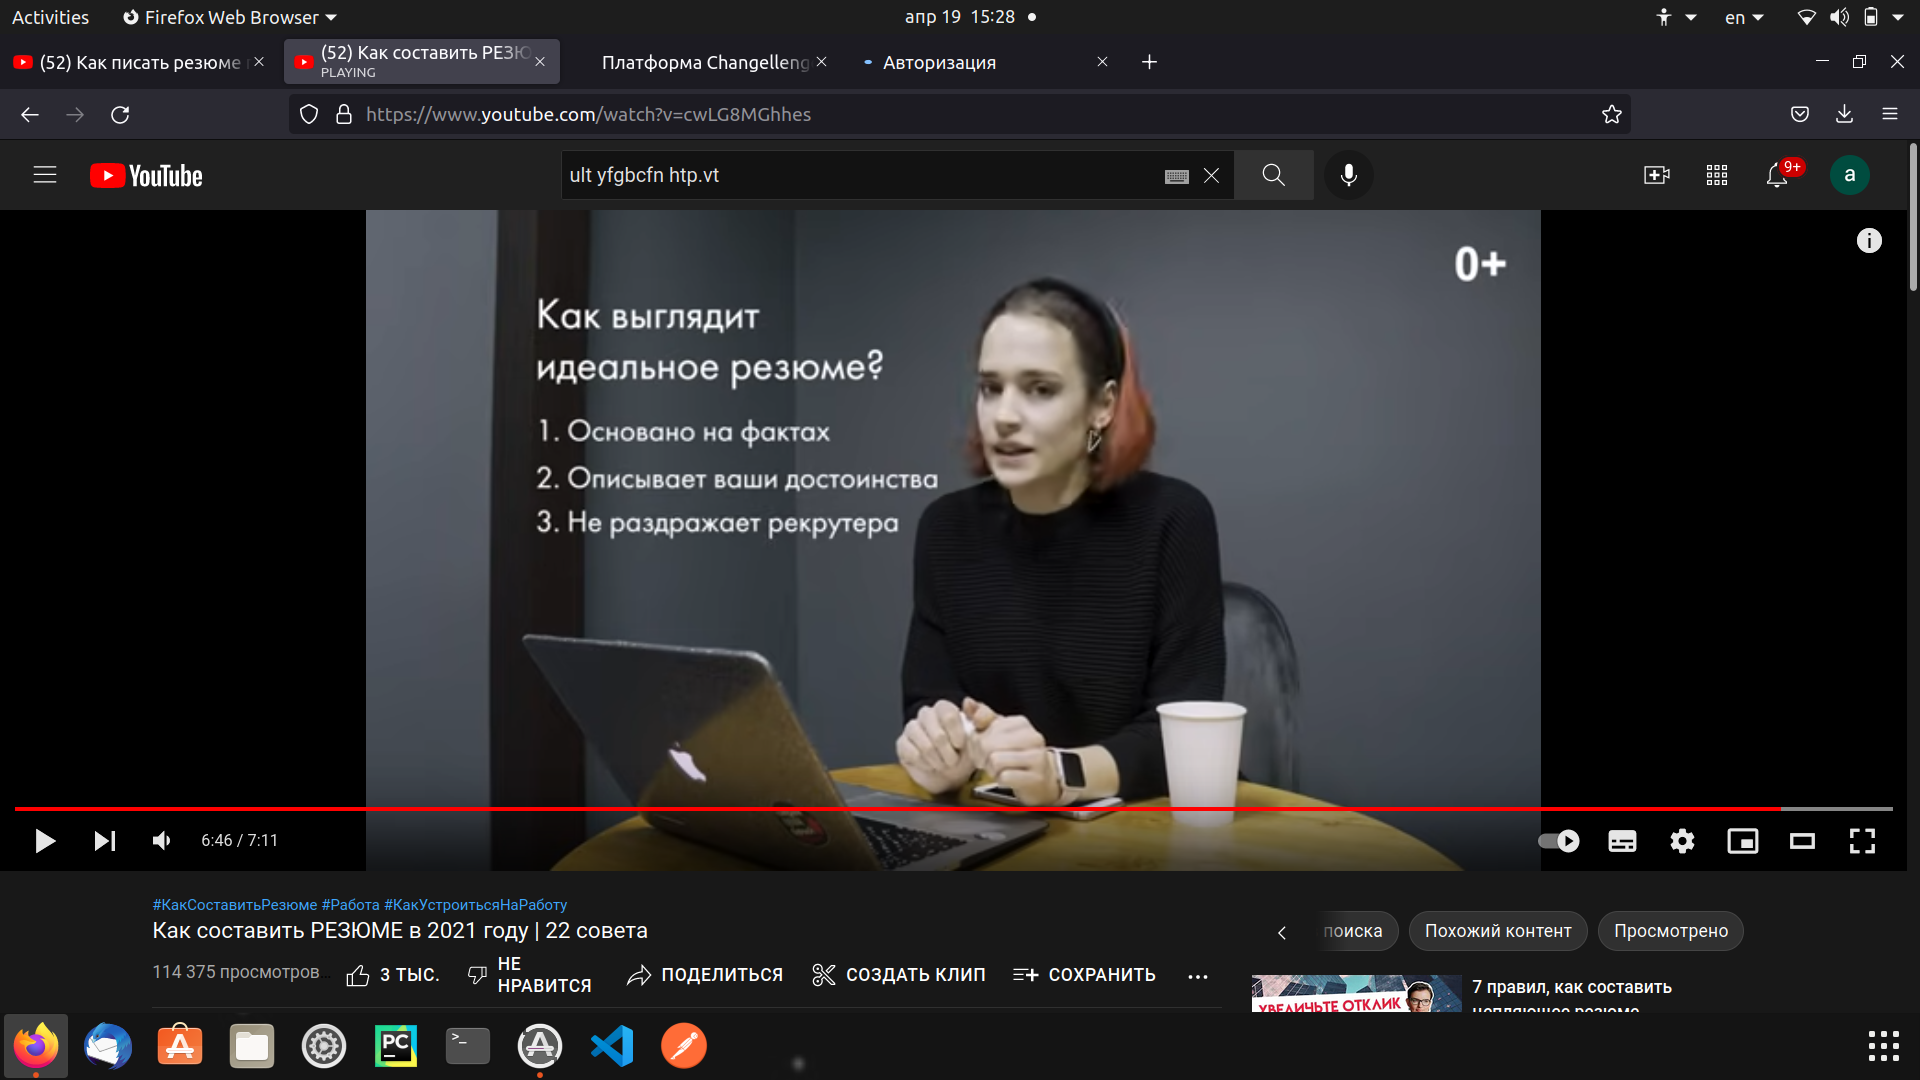 Activities
Firefox Web Browser
апр 19 15:28
en
(52) Как писать резюме
(52) Как составить РЕЗЮ
PLAYING
Платформа Changelleng
Авторизация
https://www.youtube.com/watch?v=cwLG8MGhhes
YouTube
ult yfgbcfn htp.vt
9+
a
0+
Как выглядит
идеальное резюме?
1. Основано на фактах
2. Описывает ваши достоинства
3. Не раздражает рекрутера
6:46 / 7:11
#КакСоставитьРезюме #Работа #КакУстроитьсяНаРаботу
Как составить РЕЗЮМЕ в 2021 году | 22 совета
114 375 просмотров...
3 ТЫС.
НЕ
НРАВИТСЯ
ПОДЕЛИТЬСЯ
СОЗДАТЬ КЛИП
СОХРАНИТЬ
поиска
Похожий контент
Просмотрено
УВЕЛИЧЬТЕ ОТКЛИК
7 правил, как составить
цепляющее резюме
PC